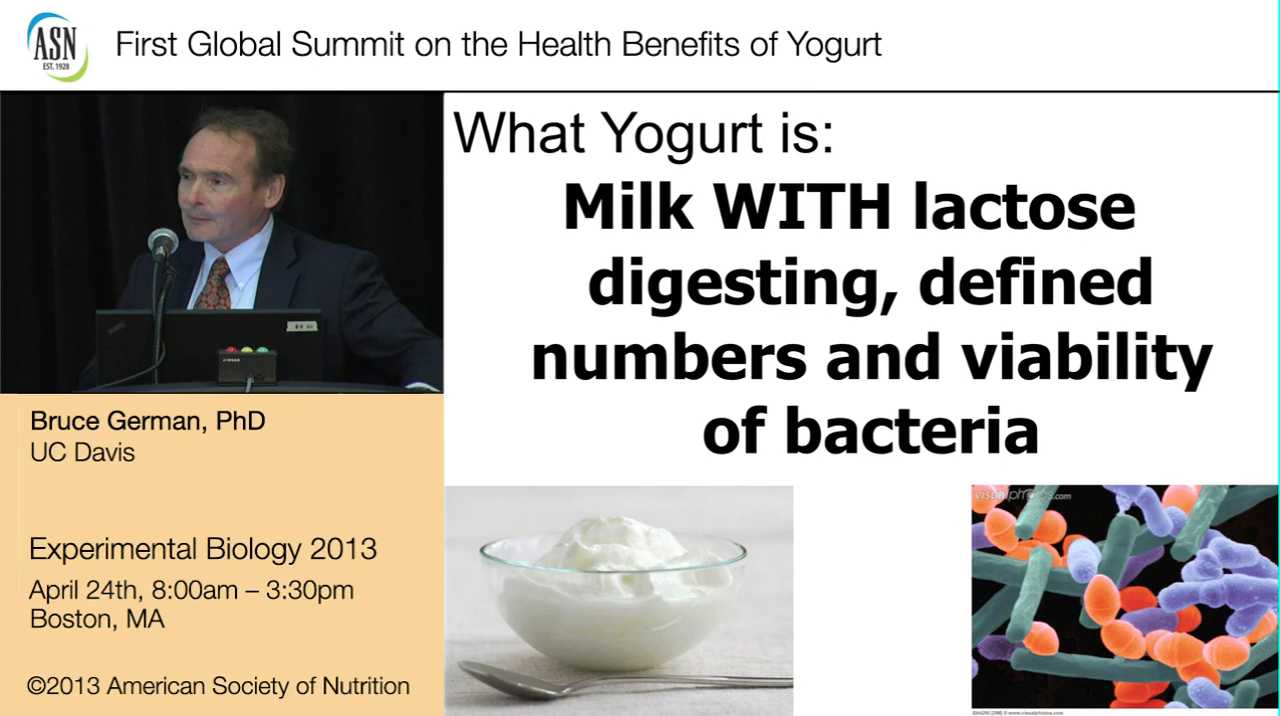 ASN
EST. 1928
First Global Summit on the Health Benefits of Yogurt
What Yogurt is:
Milk WITH lactose
digesting, defined
numbers and viability
of bacteria
Bruce German, PhD
UC Davis
Experimental Biology 2013
April 24th, 8:00am – 3:30pm
Boston, MA
©2013 American Society of Nutrition
visualphotos.com